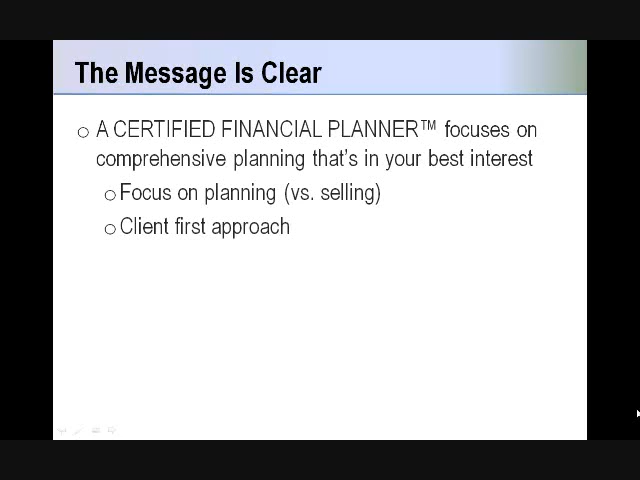 The Message Is Clear
A CERTIFIED FINANCIAL PLANNER™ focuses on
comprehensive planning that's in your best interest
Focus on planning (vs. selling)
Client first approach